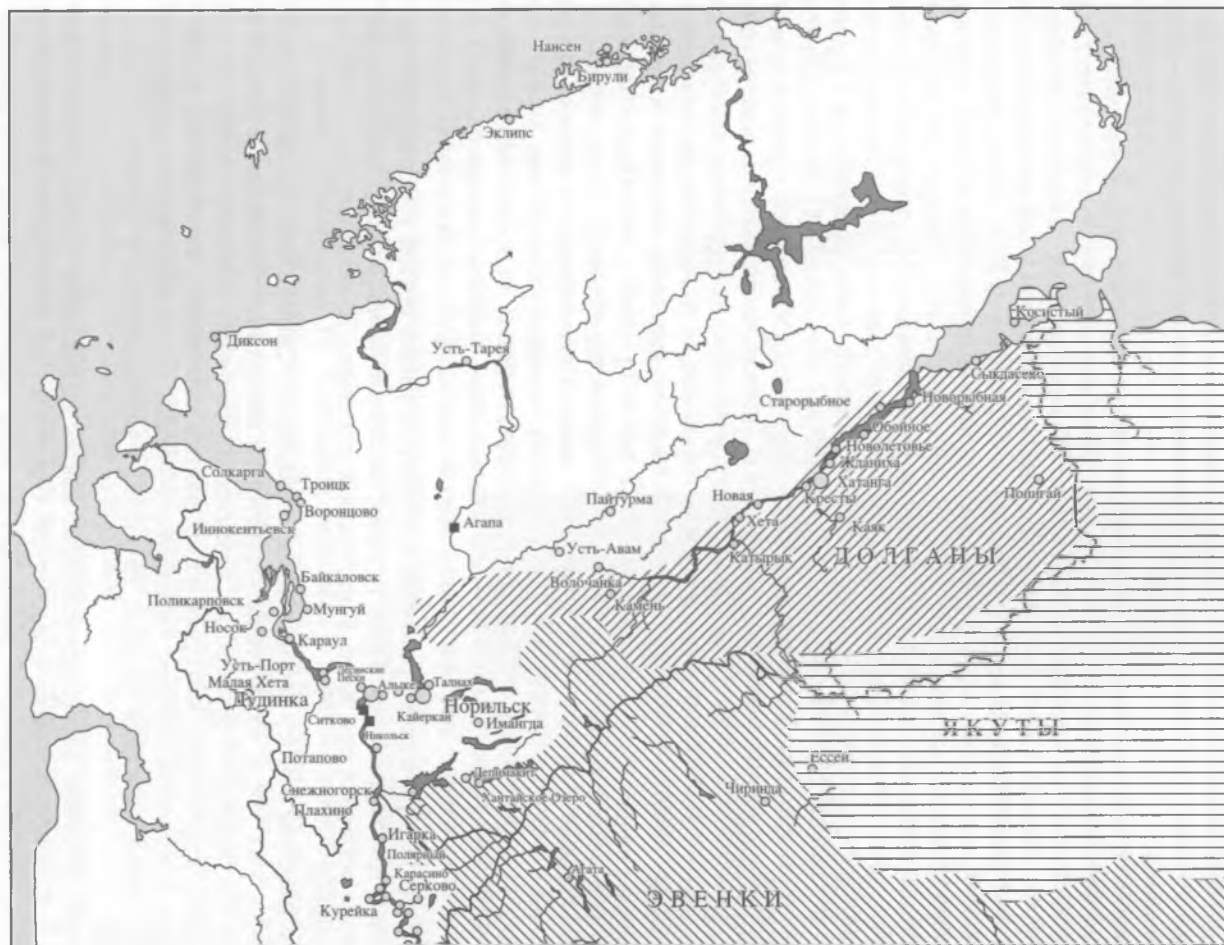 Нансен
Бирули
Эклипс
Косистый
Диксон
Усть-Тарея
Сындасско
Новорыбная
Старорыбное
Обойное
Новолетовье
Жданиха
Солкарга
Троицк
Хатанга
Попигай
Пайтурма
Новая
Кресты
Воронцово
Иннокентьевск
Агапа
Хета
Каяк
Усть-Авам
Катырык
ДОЛГАНЫ
Волочанка
Байкаловск
Камень
Поликарповск
Мунгуй
Носок
Караул
Усть-Порт
Пески
Малая Хета
Алыкель
Талнах
Дудинка
Норильск
Ситково
Кайеркан
Имангда
Никольск
ЯКУТЫ
Потапово
Ессей
Снежногорск
Хантайское Озеро
Чиринда
Плахино
Игарка
Полярный
Карасино
Агата
Серково
ЭВЕНКИ
Курейка